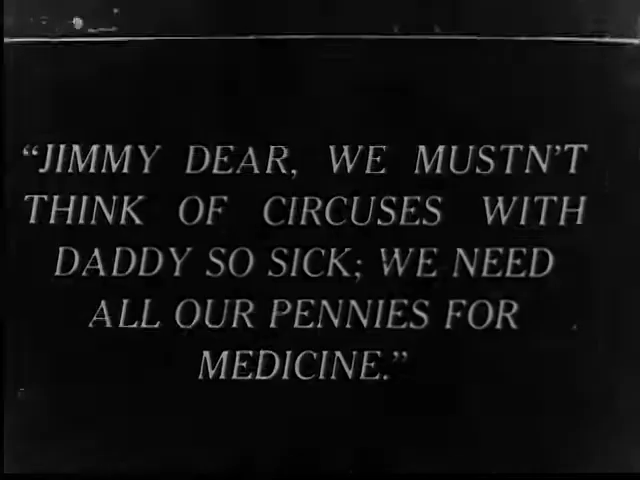 “JIMMY DEAR, WE MUSTN’T
THINK OF CIRCUSES WITH
DADDY SO SICK; WE NEED
ALL OUR PENNIES FOR
MEDICINE.”